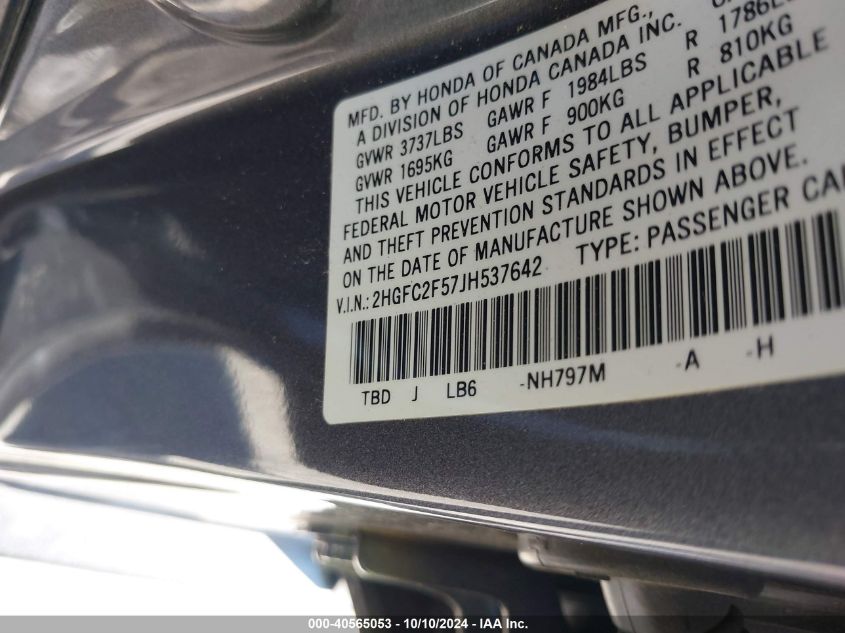 MFD. BY HONDA OF CANADA MFG.,
A DIVISION OF HONDA CANADA INC.
GVWR 3737LBS GAWR F 1984LBS R
GVWR 1695KG GAWR F 900KG R 810KG
THIS VEHICLE CONFORMS TO ALL APPLICABLE
FEDERAL MOTOR VEHICLE SAFETY, BUMPER,
AND THEFT PREVENTION STANDARDS IN EFFECT
ON THE DATE OF MANUFACTURE SHOWN ABOVE.
V.I.N.: 2HGFC2F57JH537642 TYPE: PASSENGER
TBD J LB6 -NH797M -A -H
000-40565053 - 10/10/2024 - IAA Inc.